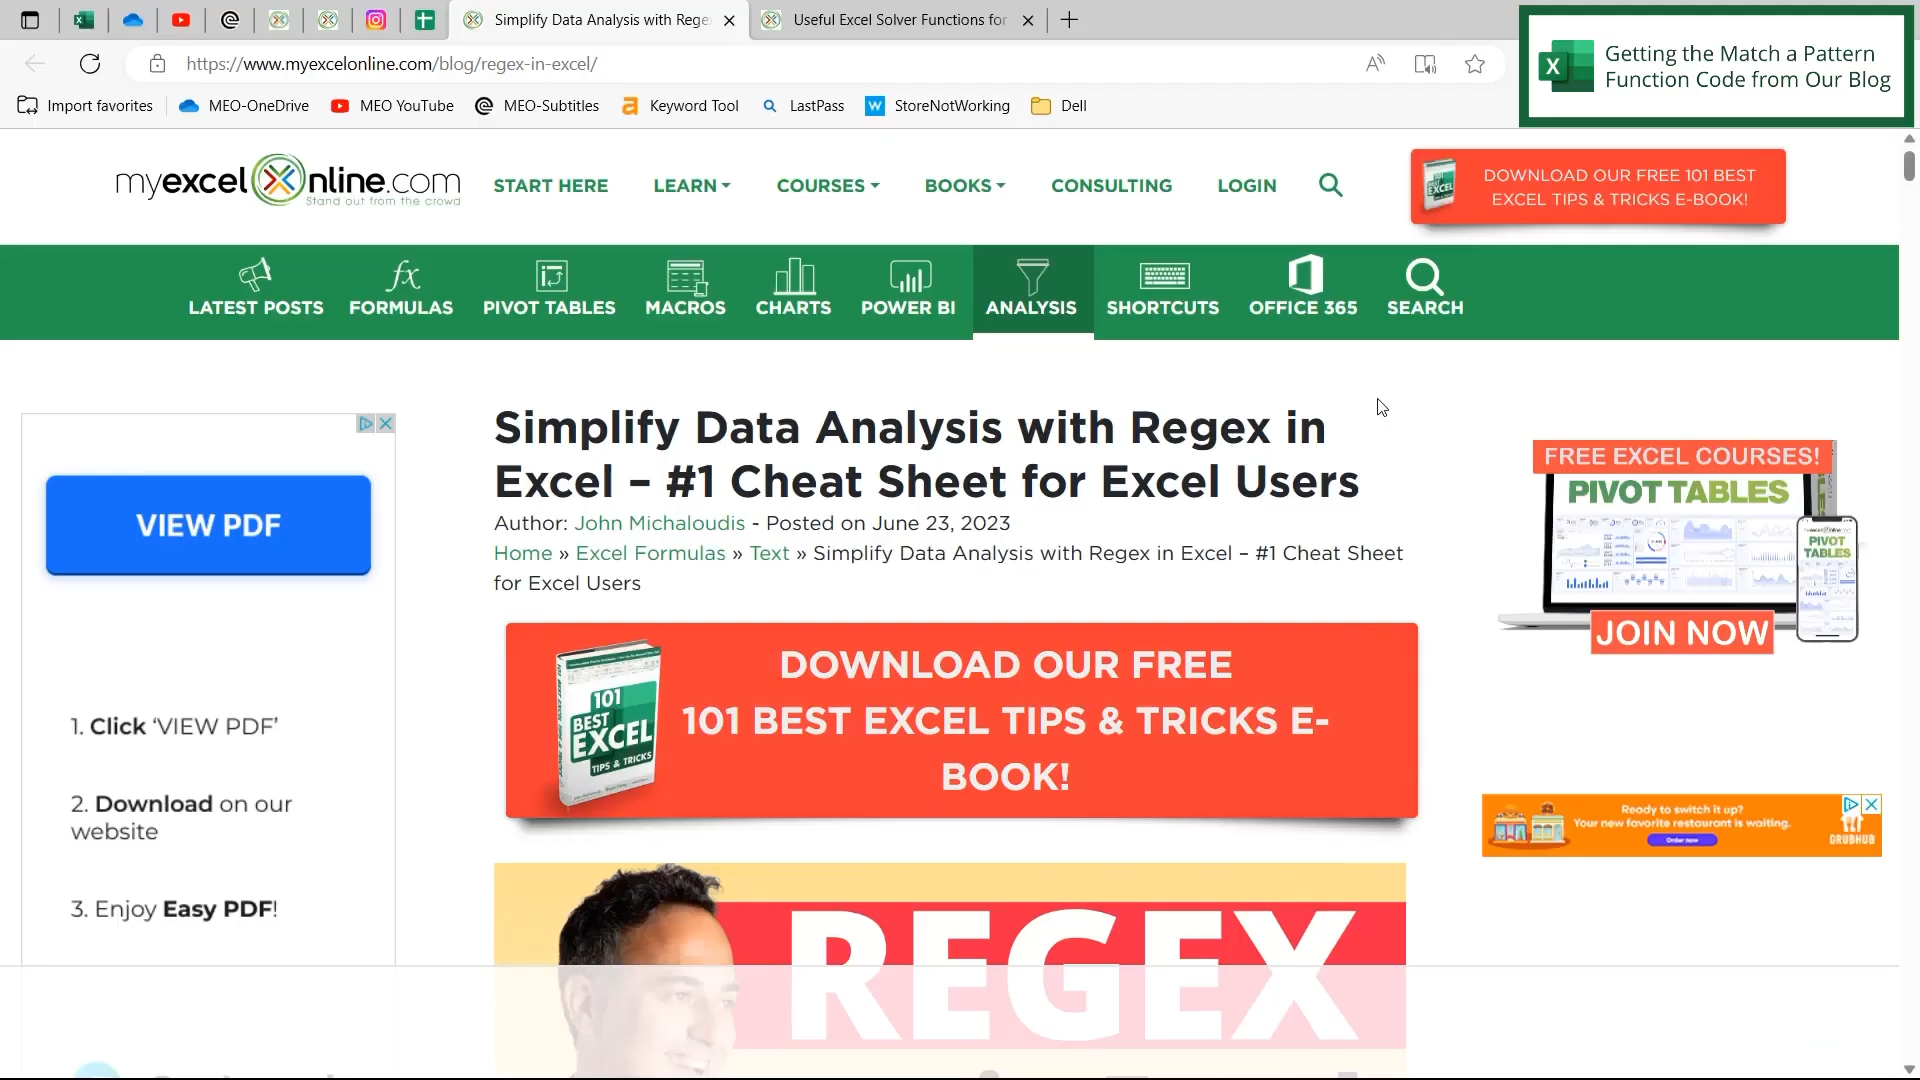 Simplify Data Analysis with Rege
Useful Excel Solver Functions for
https://www.myexcelonline.com/blog/regex-in-excel/
Getting the Match a Pattern
Function Code from Our Blog
Import favorites
MEO-OneDrive
MEO YouTube
MEO-Subtitles
Keyword Tool
LastPass
StoreNotWorking
Dell
myexcelonline.com
Stand out from the crowd
START HERE
LEARN
COURSES
BOOKS
CONSULTING
LOGIN
DOWNLOAD OUR FREE 101 BEST
EXCEL TIPS & TRICKS E-BOOK!
LATEST POSTS
FORMULAS
PIVOT TABLES
MACROS
CHARTS
POWER BI
ANALYSIS
SHORTCUTS
OFFICE 365
SEARCH
Simplify Data Analysis with Regex in
Excel – #1 Cheat Sheet for Excel Users
Author: John Michaloudis - Posted on June 23, 2023
Home » Excel Formulas » Text » Simplify Data Analysis with Regex in Excel – #1 Cheat Sheet
for Excel Users
VIEW PDF
1. Click ‘VIEW PDF’
2. Download on our
website
3. Enjoy Easy PDF!
101
BEST
EXCEL
TIPS & TRICKS
DOWNLOAD OUR FREE
101 BEST EXCEL TIPS & TRICKS E-
BOOK!
REGEX
FREE EXCEL COURSES!
PIVOT TABLES
PIVOT
TABLES
JOIN NOW
Ready to switch it up?
Your new favorite restaurant is waiting.
Order now
GRUBHUB